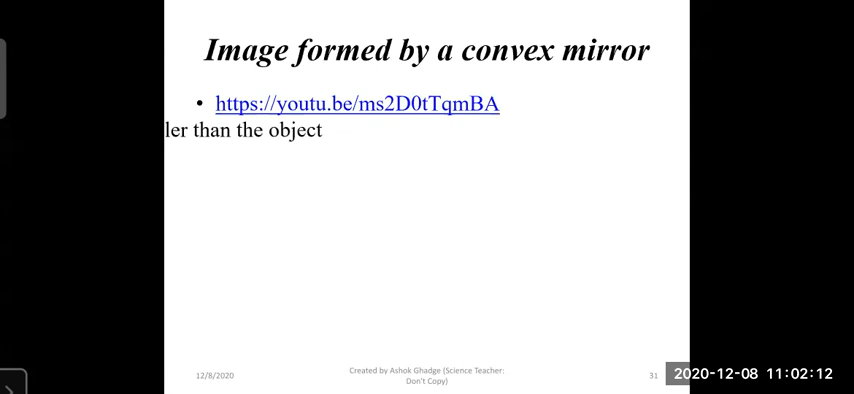 Image formed by a convex mirror
• https://youtu.be/ms2D0tTqmBA
ler than the object
12/8/2020
Created by Ashok Ghadge (Science Teacher:
Don't Copy)
31
2020-12-08 11:02:12